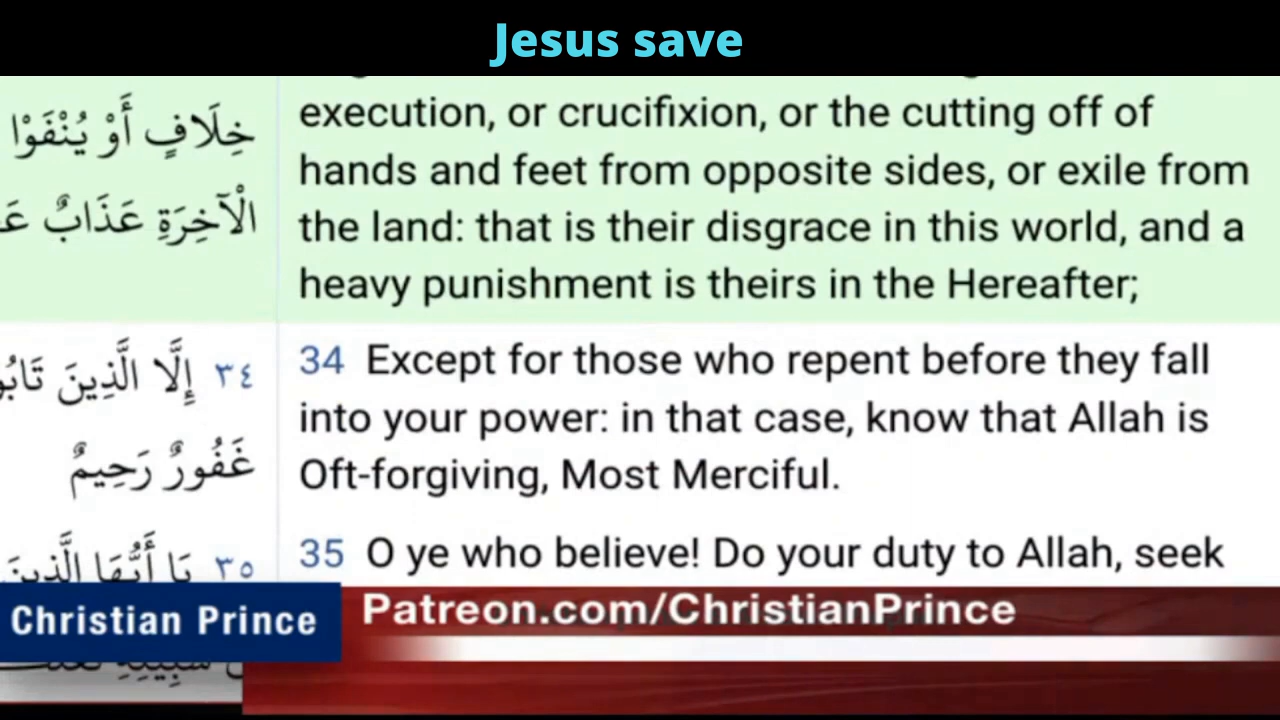 Jesus save
خِلَافٍ أَوْ يُنْفَوْا
execution, or crucifixion, or the cutting off of
hands and feet from opposite sides, or exile from
الْآخِرَةِ عَذَابٌ
the land: that is their disgrace in this world, and a
heavy punishment is theirs in the Hereafter;
٣٤ إِلَّا الَّذِينَ
34 Except for those who repent before they fall
into your power: in that case, know that Allah is
غَفُورٌ رَحِيمٌ
Oft-forgiving, Most Merciful.
٣٥ يَا أَيُّهَا الَّذِينَ
35 O ye who believe! Do your duty to Allah, seek
Christian Prince
Patreon.com/ChristianPrince